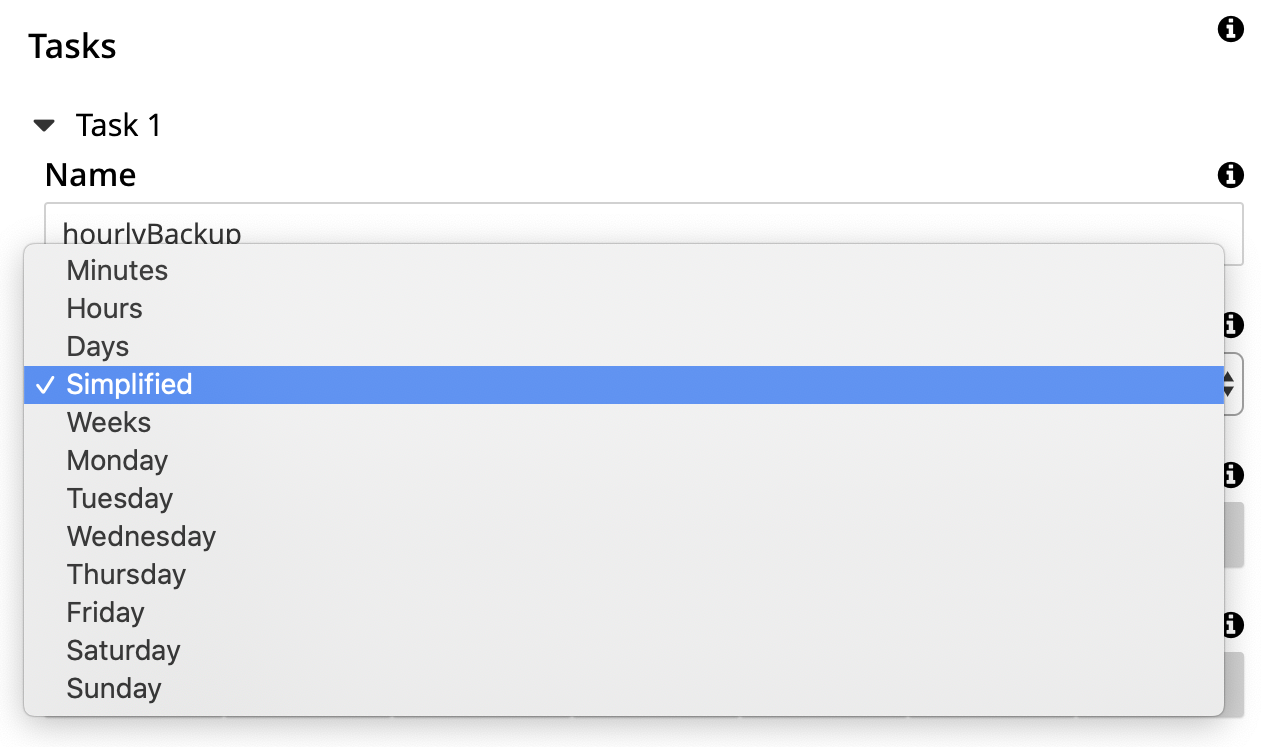 Tasks
Task 1
Name
hourlyBackup
Minutes
Hours
Days
Simplified
Weeks
Monday
Tuesday
Wednesday
Thursday
Friday
Saturday
Sunday